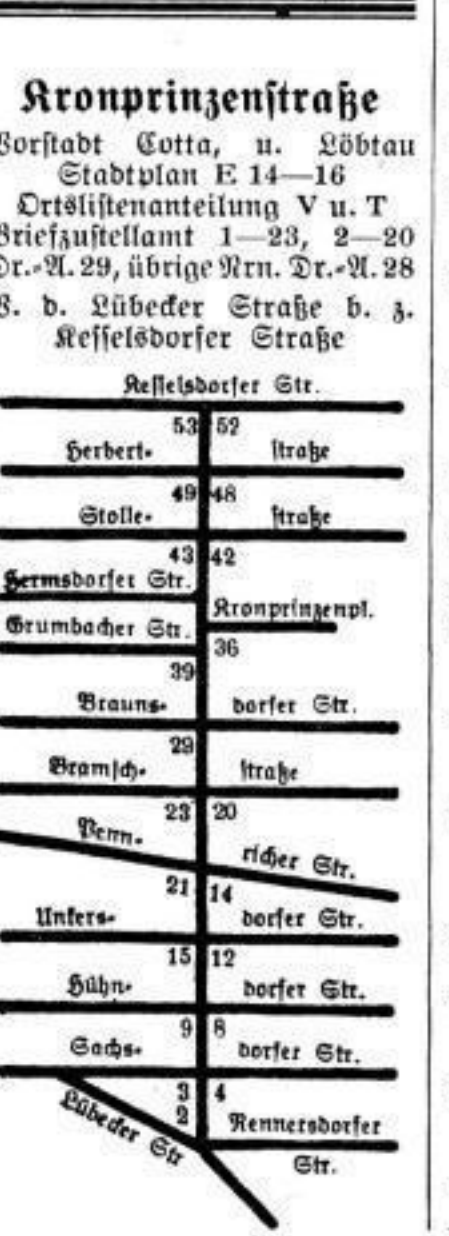 Kronprinzenstraße
Vorstadt Cotta, u. Löbtau
Stadtplan E 14—16
Ortslistenanteilung V u. T
Briefzustellamt 1—23, 2—20
Dr.-A. 29, übrige Nrn. Dr.-A. 28
V. d. Lübecker Straße b. z.
Kesselsdorfer Straße
Kesselsdorfer Str.
53 52
Herbert- straße
49 48
Stolle- straße
43 42
Hermsdorfer Str.
Kronprinzenpl.
Grumbacher Str.
36
39
Brauns- dorfer Str.
29
Bramsch- straße
23 20
Penn- richer Str.
21 14
Unkers- dorfer Str.
15 12
Hühn- dorfer Str.
9 8
Sachs- dorfer Str.
3 4
2
Lübecker Str
Rennersdorfer
Str.